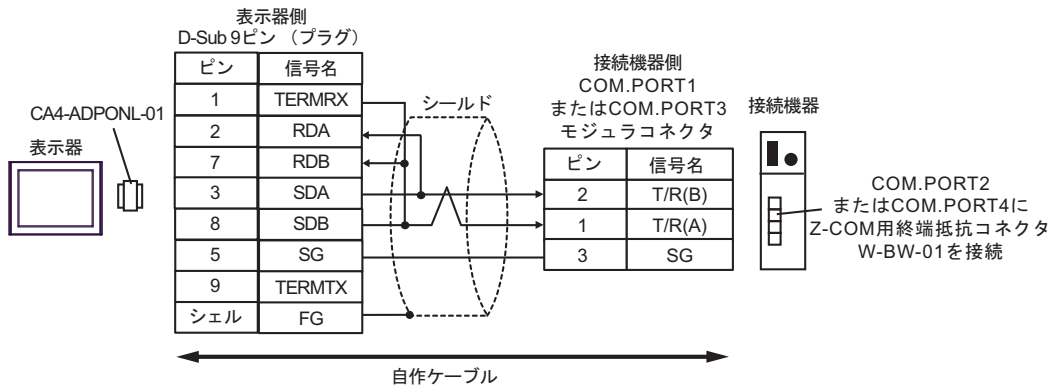 表示器側
D-Sub 9ピン （プラグ）
ピン 信号名
1 TERMRX
2 RDA
7 RDB
3 SDA
8 SDB
5 SG
9 TERMTX
シェル FG
CA4-ADPONL-01
表示器
シールド
接続機器側
COM.PORT1
またはCOM.PORT3
モジュラコネクタ
ピン 信号名
2 T/R(B)
1 T/R(A)
3 SG
接続機器
COM.PORT2
またはCOM.PORT4に
Z-COM用終端抵抗コネクタ
W-BW-01を接続
自作ケーブル